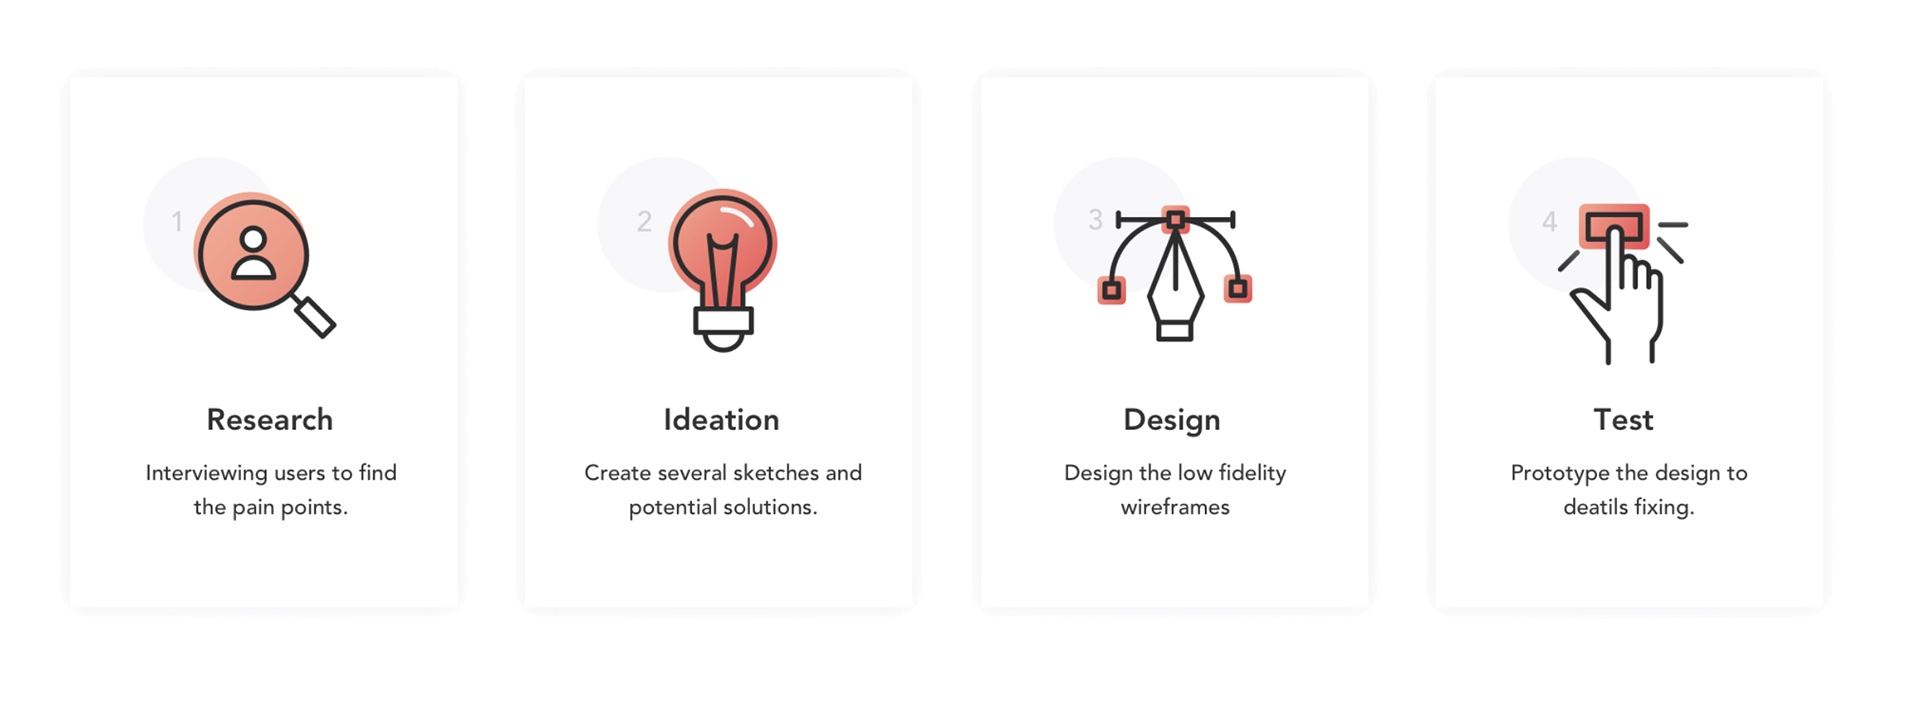 1
Research
Interviewing users to find
the pain points.
2
Ideation
Create several sketches and
potential solutions.
3
Design
Design the low fidelity
wireframes
4
Test
Prototype the design to
deatils fixing.